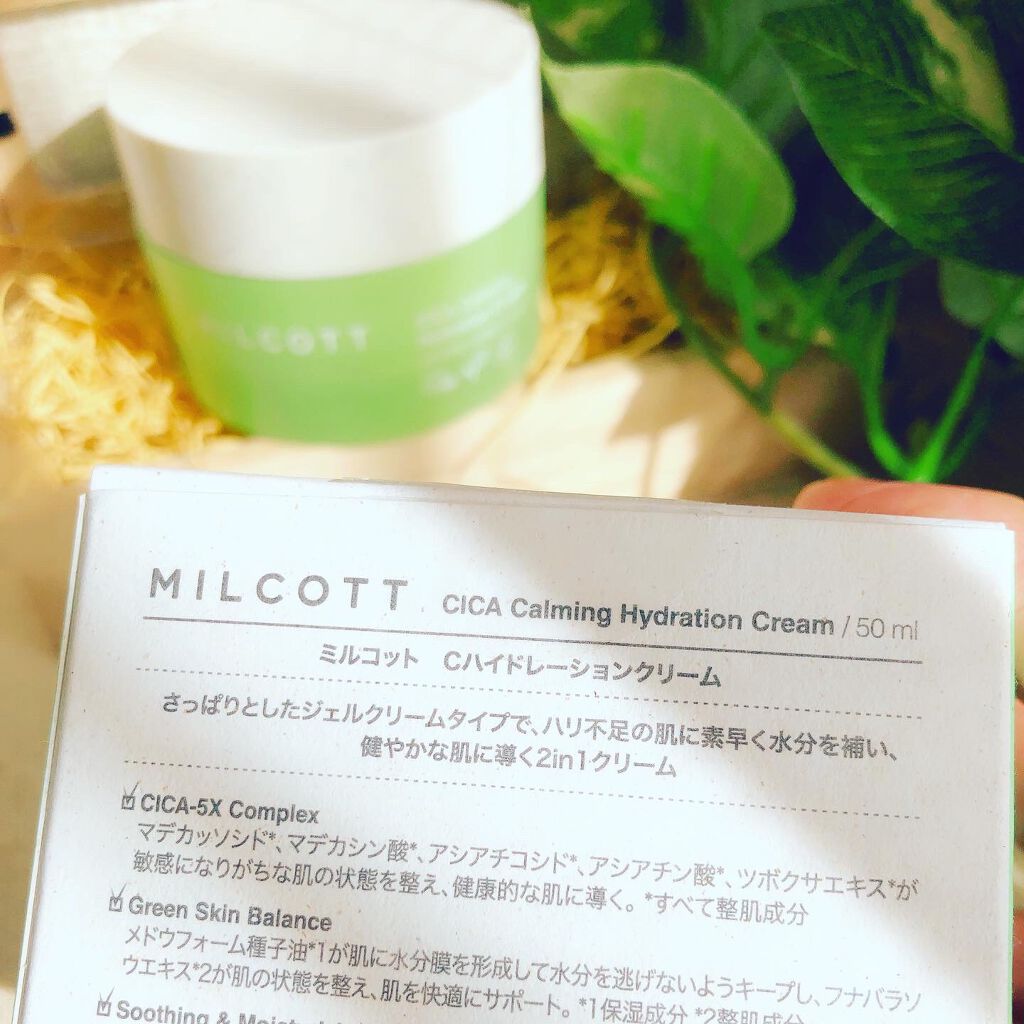 MILCOTT
MILCOTT CICA Calming Hydration Cream / 50 ml
ミルコット Cハイドレーションクリーム
さっぱりとしたジェルクリームタイプで、ハリ不足の肌に素早く水分を補い、
健やかな肌に導く2in1クリーム
CICA-5X Complex
マデカッソシド*、マデカシン酸*、アシアチコシド*、アシアチン酸*、ツボクサエキス*が
敏感になりがちな肌の状態を整え、健康的な肌に導く。*すべて整肌成分
Green Skin Balance
メドウフォーム種子油*1が肌に水分膜を形成して水分を逃げないようキープし、フナバラソ
ウエキス*2が肌の状態を整え、肌を快適にサポート。*1保湿成分 *2整肌成分
Soothing &